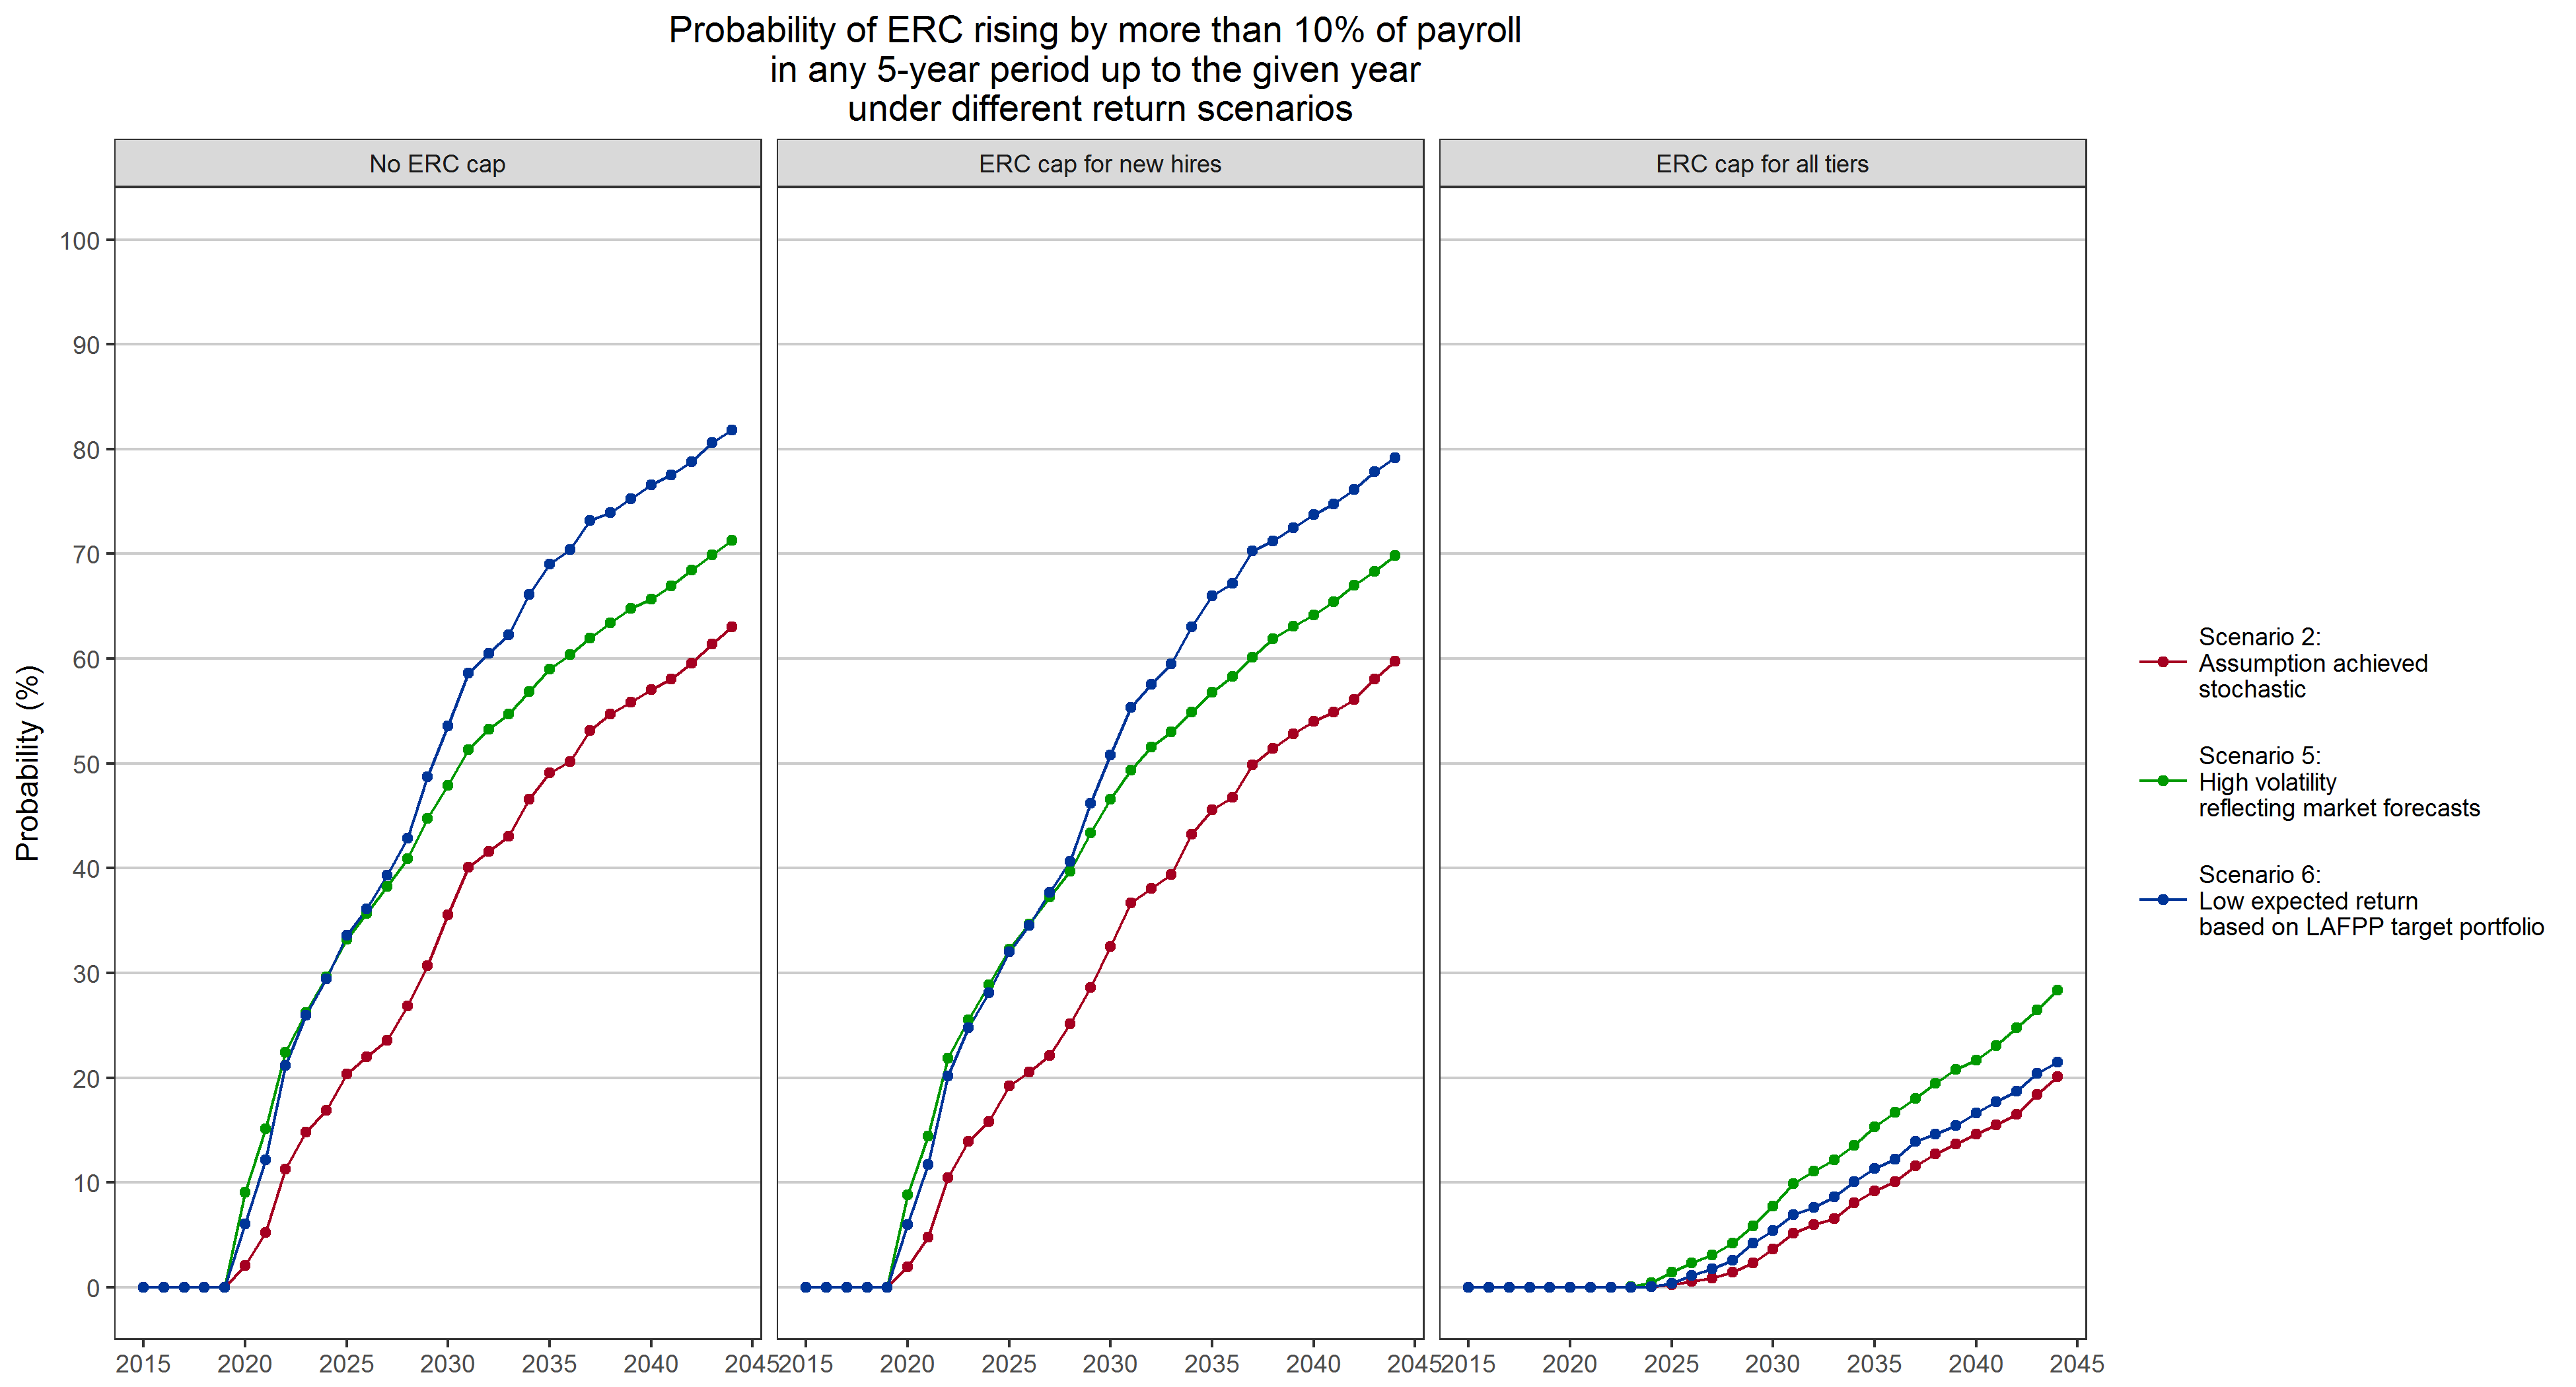 Probability of ERC rising by more than 10% of payroll
in any 5-year period up to the given year
under different return scenarios
No ERC cap
ERC cap for new hires
ERC cap for all tiers
Probability (%)
100
90
80
70
60
50
40
30
20
10
0
2015 2020 2025 2030 2035 2040 2045
2015 2020 2025 2030 2035 2040 2045
2015 2020 2025 2030 2035 2040 2045
Scenario 2:
Assumption achieved
stochastic
Scenario 5:
High volatility
reflecting market forecasts
Scenario 6:
Low expected return
based on LAFPP target portfolio